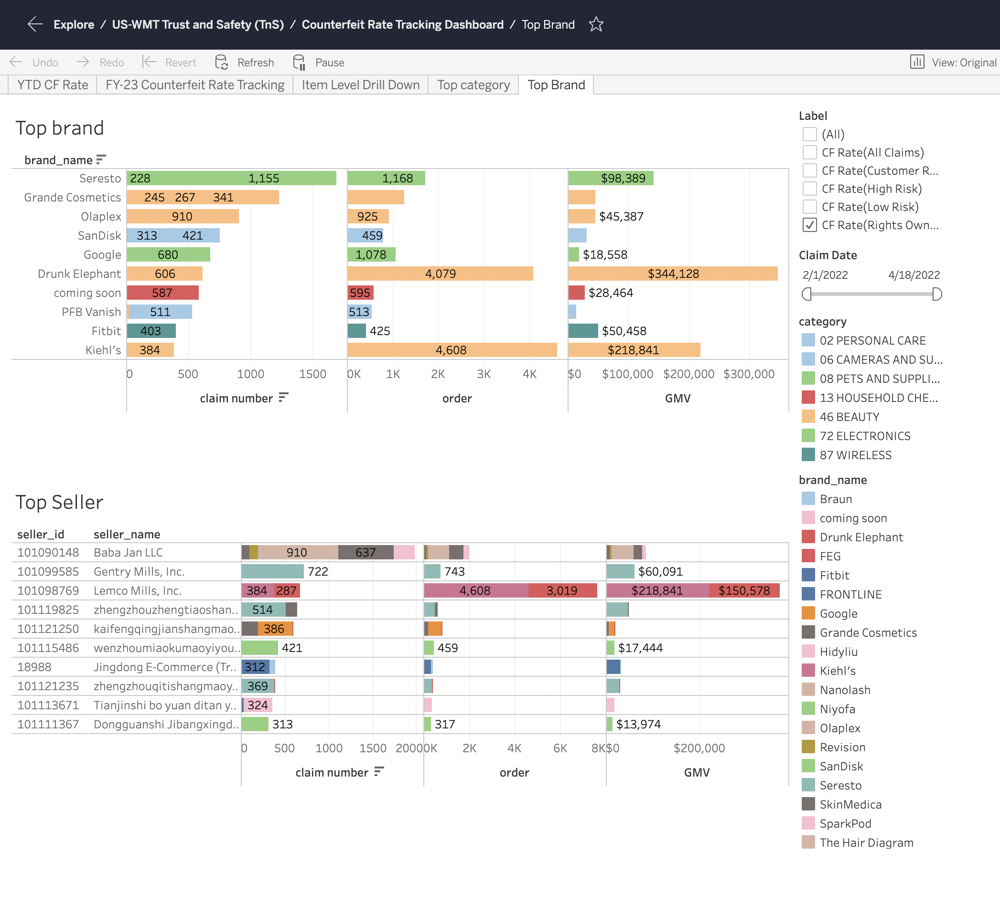 Explore / US-WMT Trust and Safety (TnS) / Counterfeit Rate Tracking Dashboard / Top Brand
Undo Redo Revert Refresh Pause View: Original
YTD CF Rate FY-23 Counterfeit Rate Tracking Item Level Drill Down Top category Top Brand
Top brand
brand_name
Seresto 228 1,155 1,168 $98,389
Grande Cosmetics 245 267 341
Olaplex 910 925 $45,387
SanDisk 313 421 459
Google 680 1,078 $18,558
Drunk Elephant 606 4,079 $344,128
coming soon 587 595 $28,464
PFB Vanish 511 513
Fitbit 403 425 $50,458
Kiehl’s 384 4,608 $218,841
0 500 1000 1500 0K 1K 2K 3K 4K $0 $100,000 $200,000 $300,000
claim number order GMV
Top Seller
seller_id seller_name
101090148 Baba Jan LLC 910 637
101099585 Gentry Mills, Inc. 722 743 $60,091
101098769 Lemco Mills, Inc. 384 287 4,608 3,019 $218,841 $150,578
101119825 zhengzhouzhengtiaoshan.. 514
101121250 kaifengqingjianshangmao.. 386
101115486 wenzhoumiaokumaoyiyou.. 421 459 $17,444
18988 Jingdong E-Commerce (Tr.. 312
101121235 zhengzhouqitishangmaoy.. 369
101113671 Tianjinshi bo yuan ditan y.. 324
101111367 Dongguanshi Jibangxingd.. 313 317 $13,974
0 500 1000 1500 2000 0K 2K 4K 6K 8K $0 $200,000
claim number order GMV
Label
(All)
CF Rate(All Claims)
CF Rate(Customer R...
CF Rate(High Risk)
CF Rate(Low Risk)
CF Rate(Rights Own...
Claim Date
2/1/2022 4/18/2022
category
02 PERSONAL CARE
06 CAMERAS AND SU...
08 PETS AND SUPPLI...
13 HOUSEHOLD CHE...
46 BEAUTY
72 ELECTRONICS
87 WIRELESS
brand_name
Braun
coming soon
Drunk Elephant
FEG
Fitbit
FRONTLINE
Google
Grande Cosmetics
Hidyliu
Kiehl’s
Nanolash
Niyofa
Olaplex
Revision
SanDisk
Seresto
SkinMedica
SparkPod
The Hair Diagram